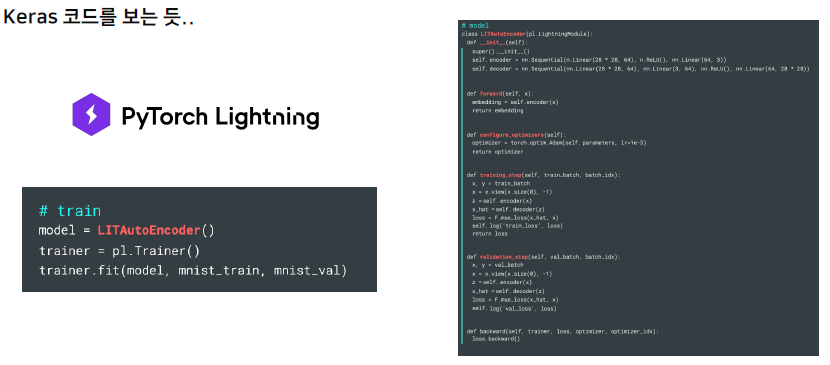 Keras 코드를 보는 듯..
PyTorch Lightning
# train
model = LITAutoEncoder()
trainer = pl.Trainer()
trainer.fit(model, mnist_train, mnist_val)
# model
class LITAutoEncoder(pl.LightningModule):
def __init__(self):
super().__init__()
self.encoder = nn.Sequential(n.Linear(28 * 28, 64), n.ReLU(), nn.Linear(64, 3))
self.decoder = nn.Sequential(nn.Linear(28 * 28, 64), nn.Linear(3, 64), nn.ReLU(), nn.Linear(64, 28 * 28))
def forward(self, x):
embedding = self.encoder(x)
return embedding
def configure_optimizers(self):
optimizer = torch.optim.Adam(self.parameters, lr=1e-3)
return optimizer
def training_step(self, train_batch, batch_idx):
x, y = train_batch
x = x.view(x.size(0), -1)
z = self.encoder(x)
x_hat = self.decoder(z)
loss = F.mse_loss(x_hat, x)
self.log('train_loss', loss)
return loss
def validation_step(self, val_batch, batch_idx):
x, y = val_batch
x = x.view(x.size(0), -1)
z = self.encoder(x)
x_hat = self.decoder(z)
loss = F.mse_loss(x_hat, x)
self.log('val_loss', loss)
def backward(self, trainer, loss, optimizer, optimizer_idx):
loss.backward()